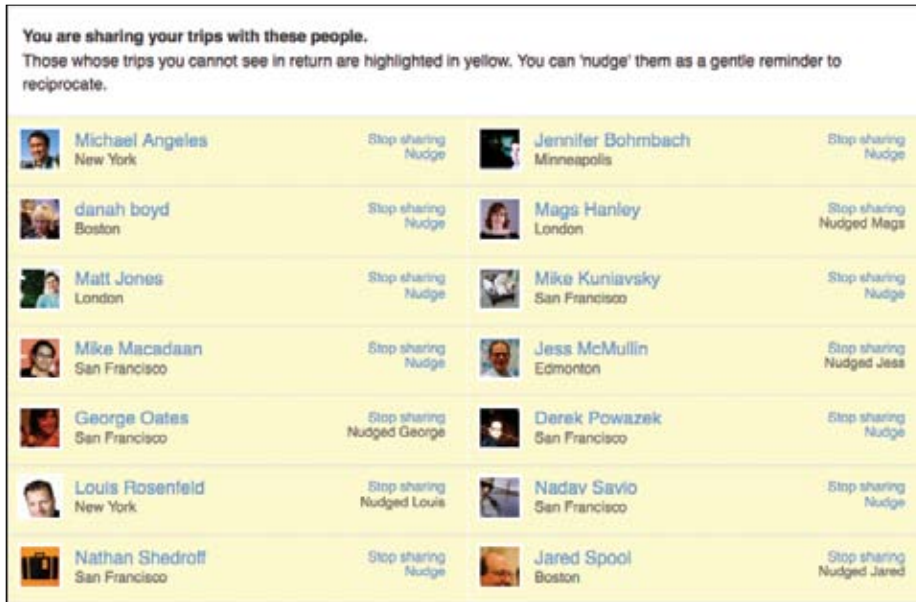 You are sharing your trips with these people.
Those whose trips you cannot see in return are highlighted in yellow. You can 'nudge' them as a gentle reminder to
reciprocate.
Michael Angeles
New York
Stop sharing
Nudge
Jennifer Bohmbach
Minneapolis
Stop sharing
Nudge
danah boyd
Boston
Stop sharing
Nudge
Mags Hanley
London
Stop sharing
Nudged Mags
Matt Jones
London
Stop sharing
Nudge
Mike Kuniavsky
San Francisco
Stop sharing
Nudge
Mike Macadaan
San Francisco
Stop sharing
Nudge
Jess McMullin
Edmonton
Stop sharing
Nudged Jess
George Oates
San Francisco
Stop sharing
Nudged George
Derek Powazek
San Francisco
Stop sharing
Nudge
Louis Rosenfeld
New York
Stop sharing
Nudged Louis
Nadav Savio
San Francisco
Stop sharing
Nudge
Nathan Shedroff
San Francisco
Stop sharing
Nudge
Jared Spool
Boston
Stop sharing
Nudged Jared